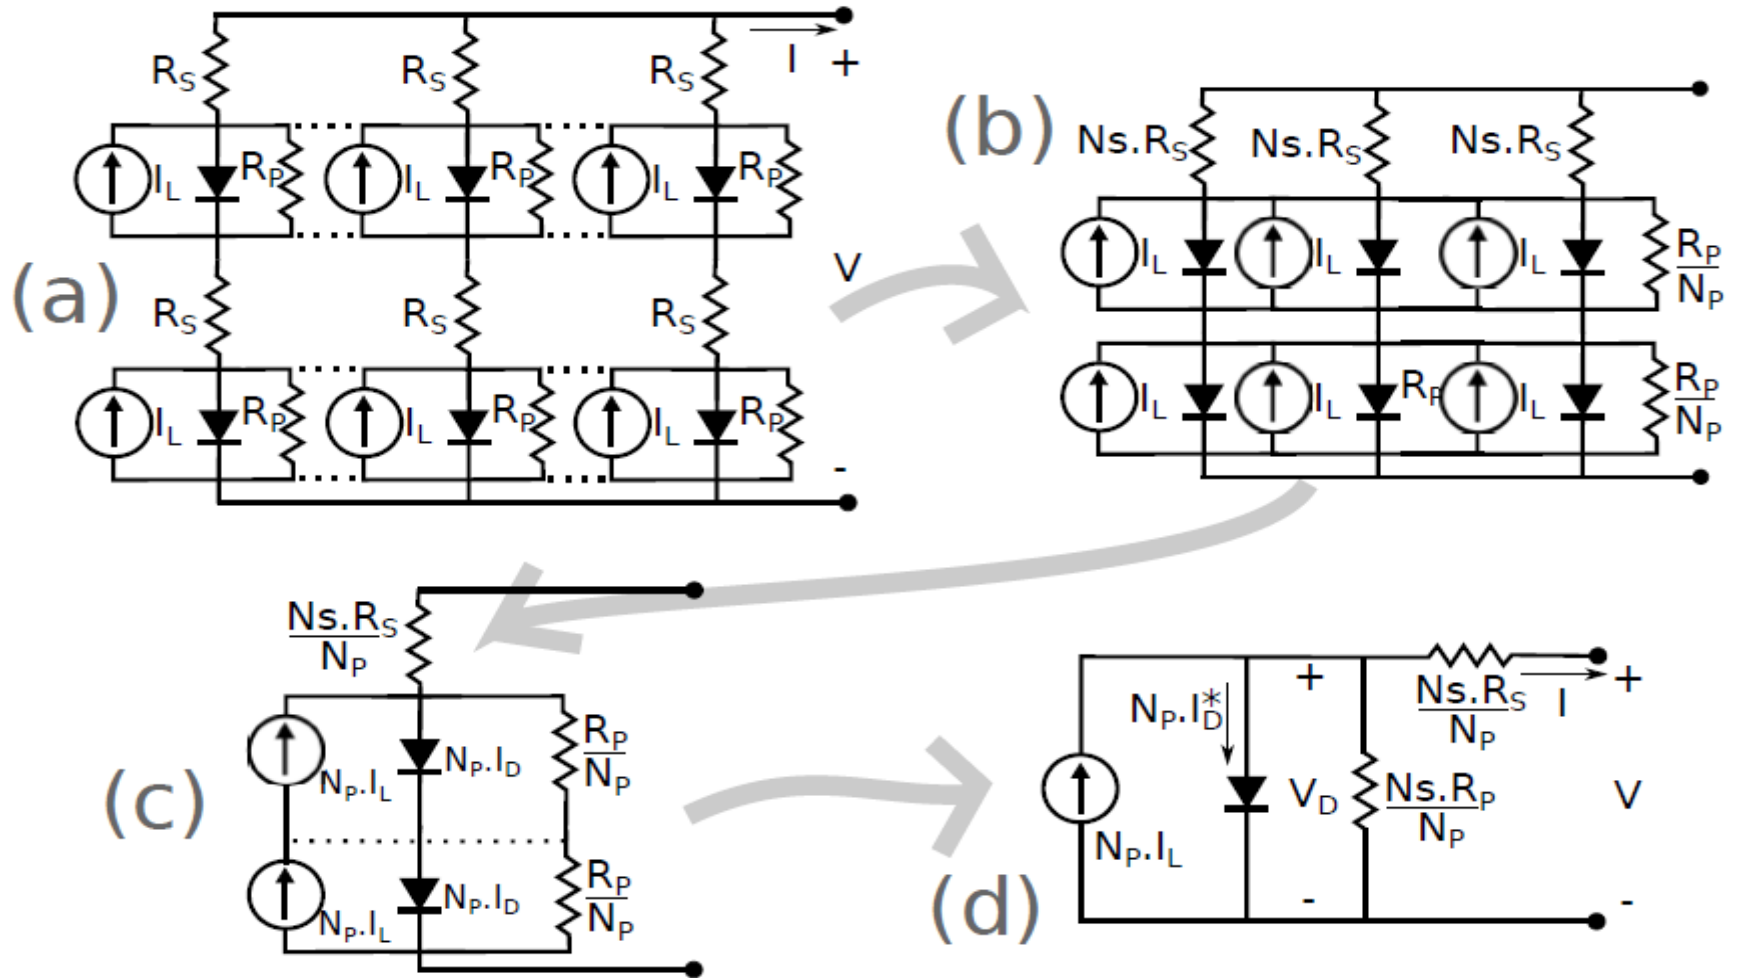 R_S R_S R_S I +
I_L R_P I_L R_P I_L R_P
(a) V
R_S R_S R_S
I_L R_P I_L R_P I_L R_P
-
(b) Ns.R_S Ns.R_S Ns.R_S
I_L I_L I_L R_P
N_P
I_L I_L R_P I_L R_P
N_P
Ns.R_S
N_P
(c)
N_P.I_L N_P.I_D R_P
N_P
N_P.I_L N_P.I_D R_P
N_P
(d)
N_P.I_D^* + Ns.R_S I +
N_P
N_P.I_L V_D Ns.R_P V
N_P
- -